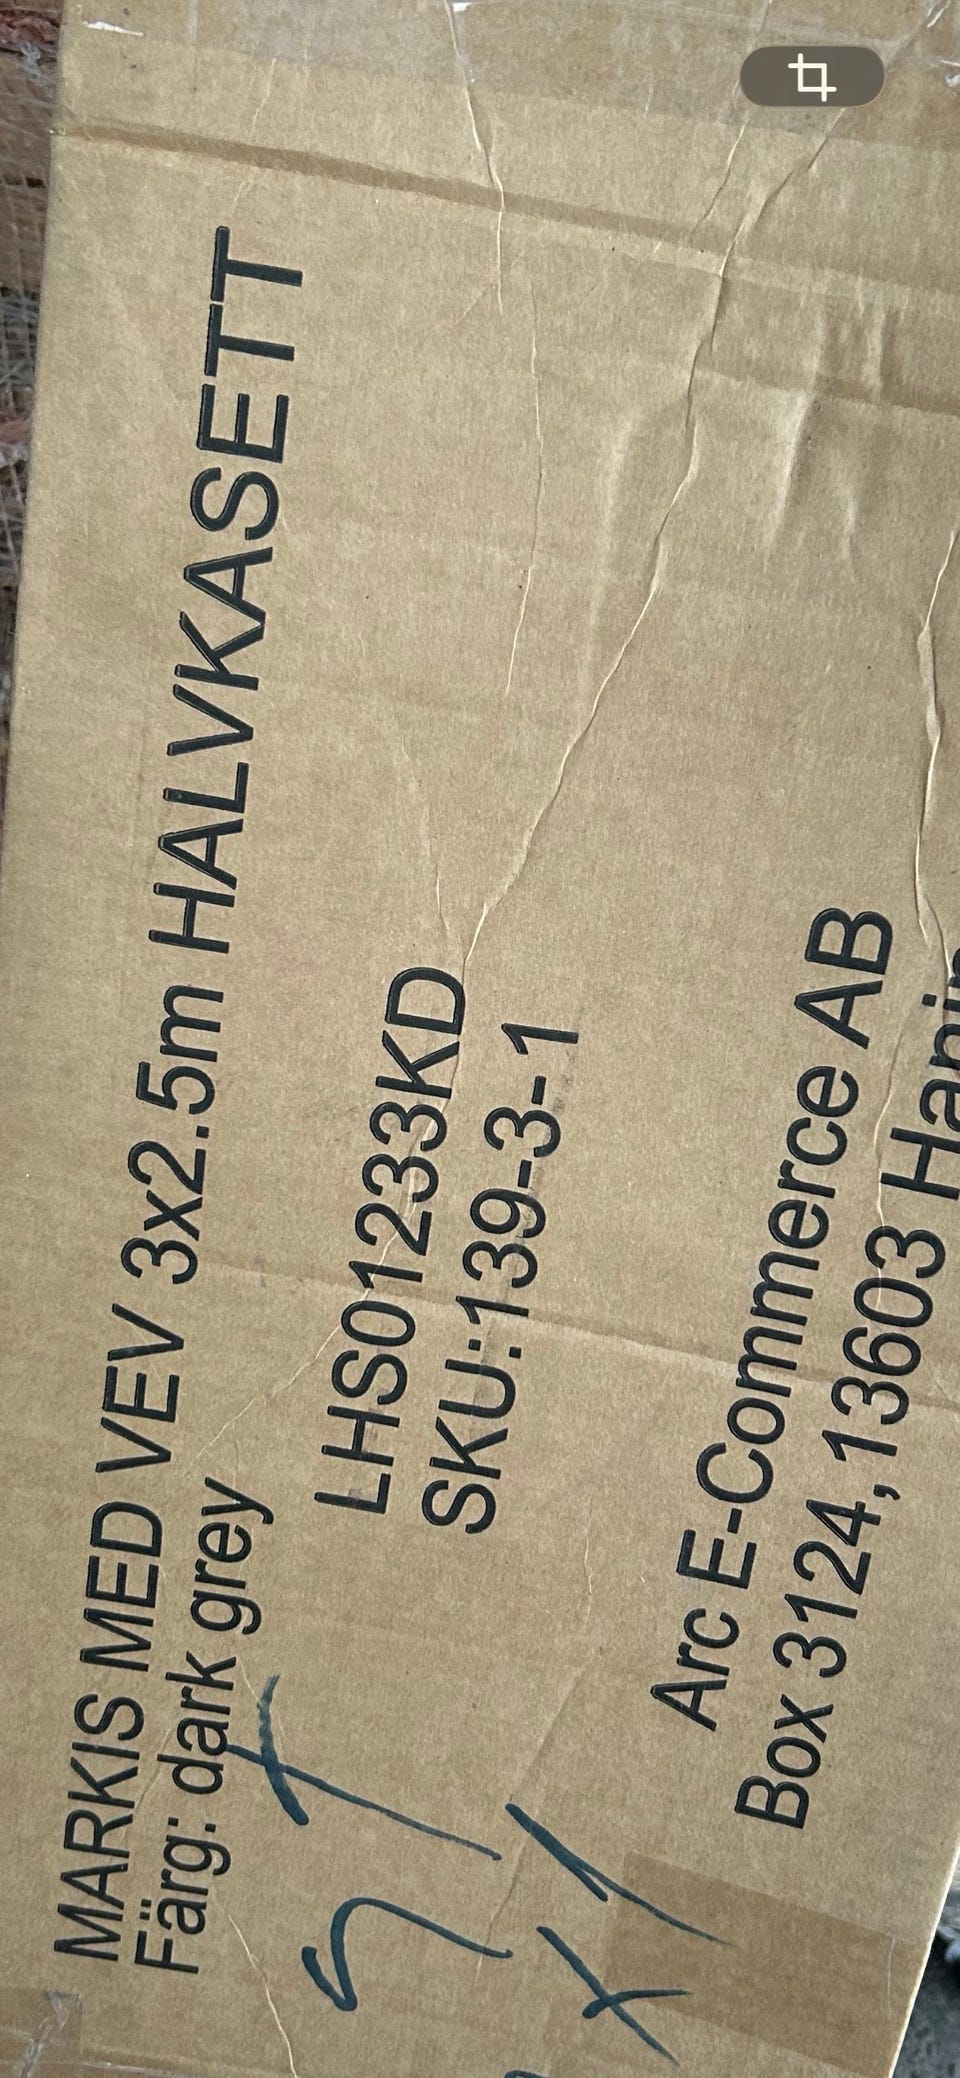 MARKIS MED VEV 3x2.5m HALVKASETT
Färg: dark grey
LHS01233KD
SKU:139-3-1
Arc E-Commerce AB
Box 3124,13603
x1